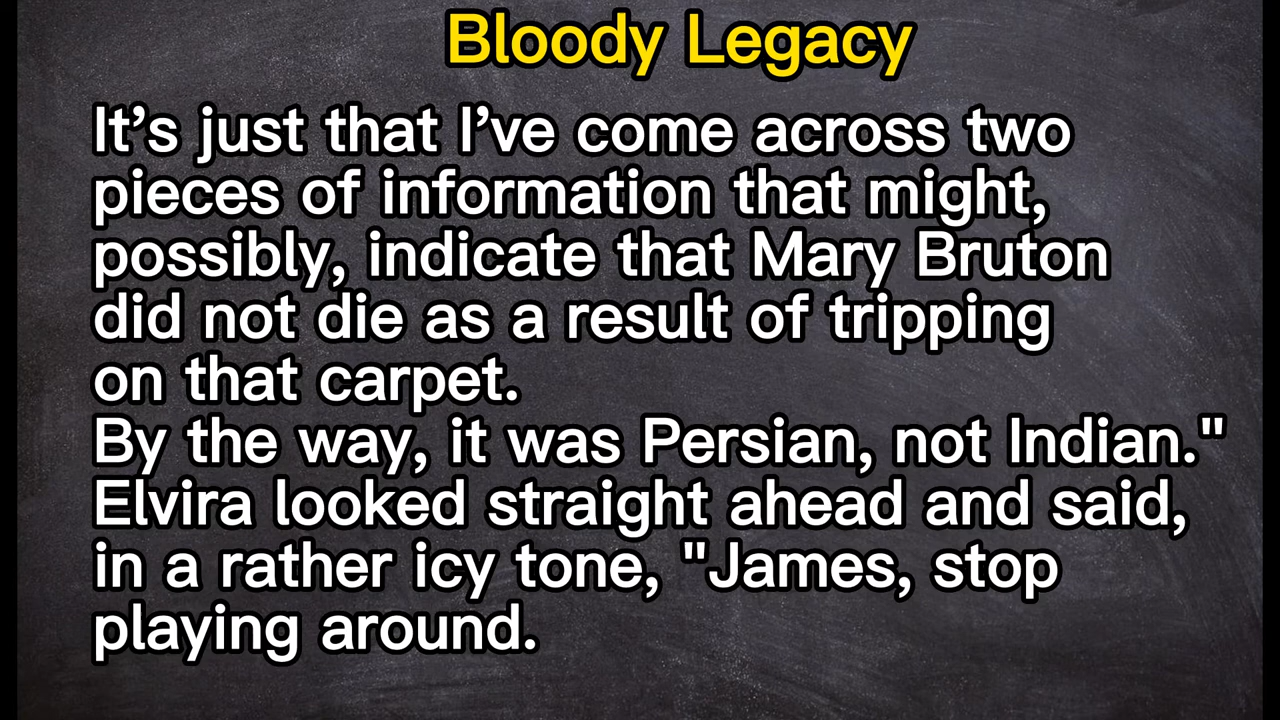 Bloody Legacy
It’s just that I’ve come across two
pieces of information that might,
possibly, indicate that Mary Bruton
did not die as a result of tripping
on that carpet.
By the way, it was Persian, not Indian."
Elvira looked straight ahead and said,
in a rather icy tone, "James, stop
playing around.